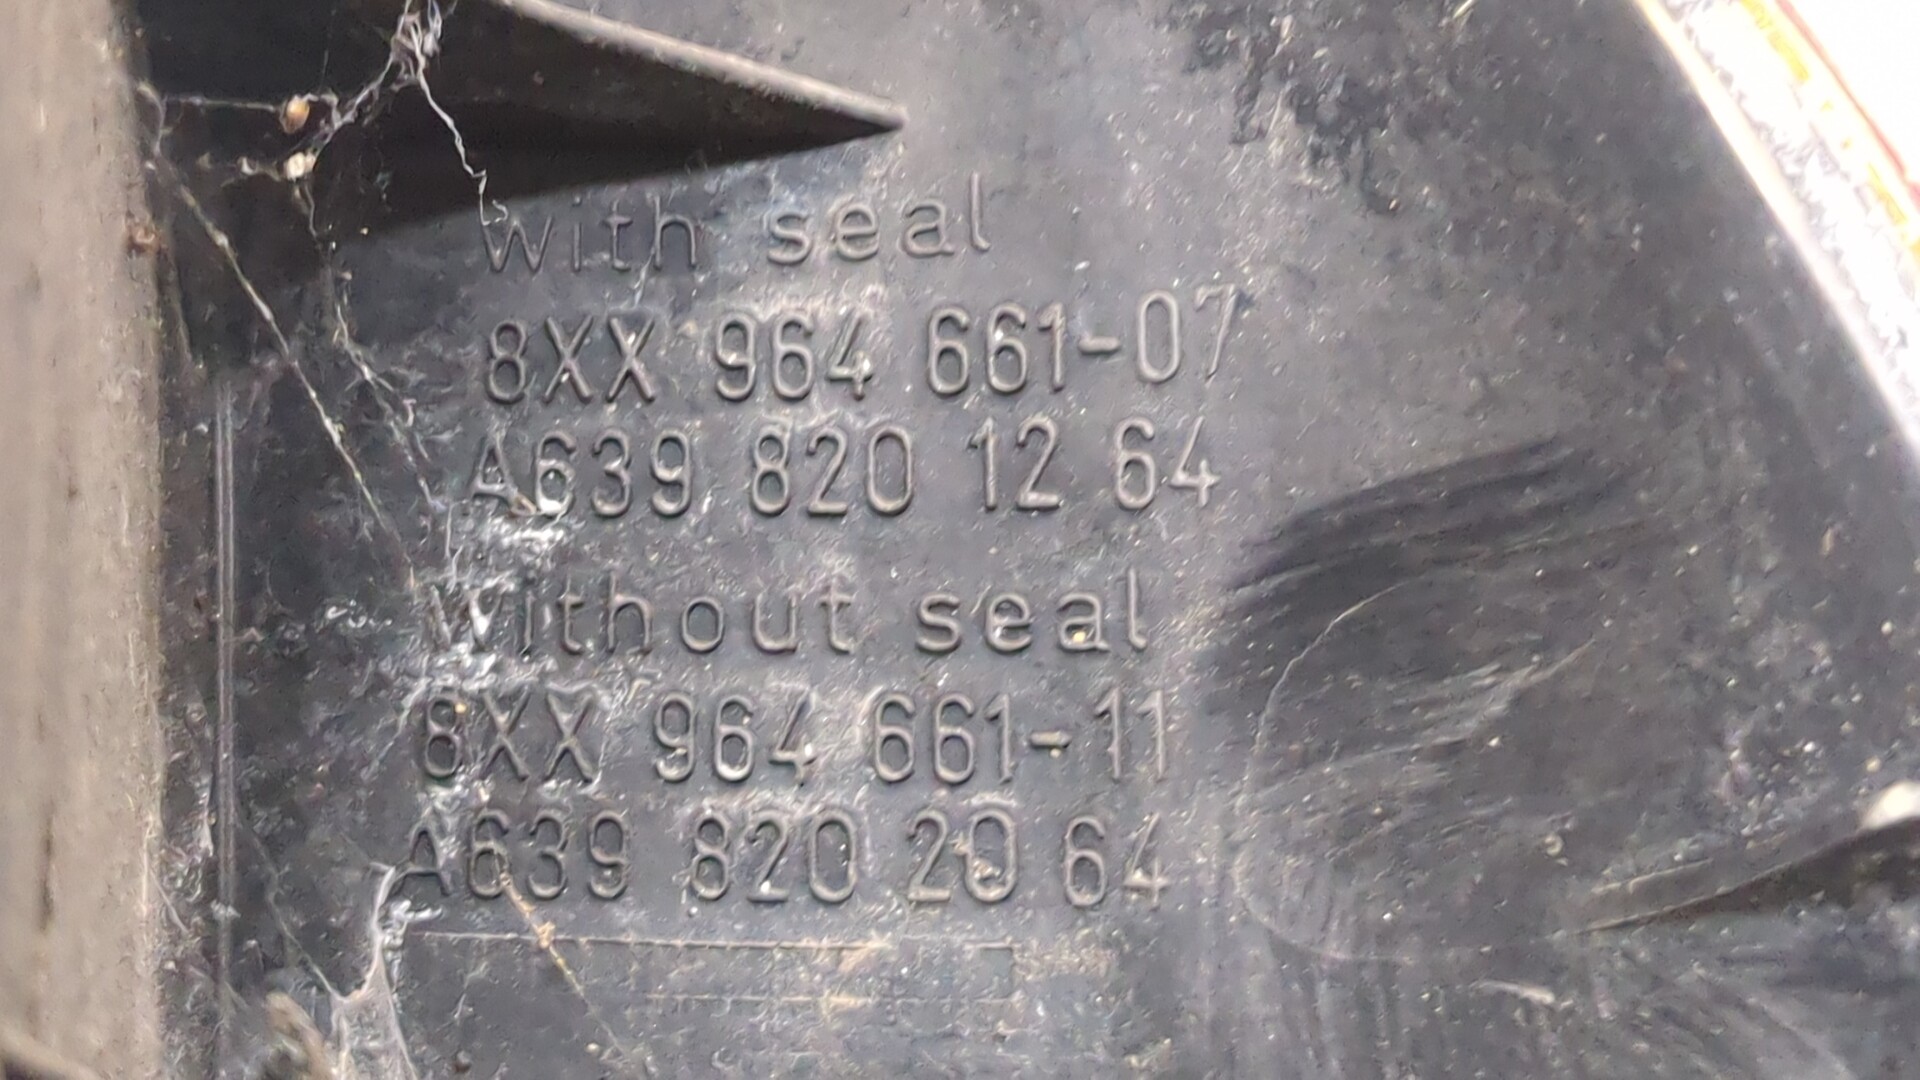 with seal
8XX 964 661-07
A639 820 12 64
without seal
8XX 964 661-11
A639 820 20 64